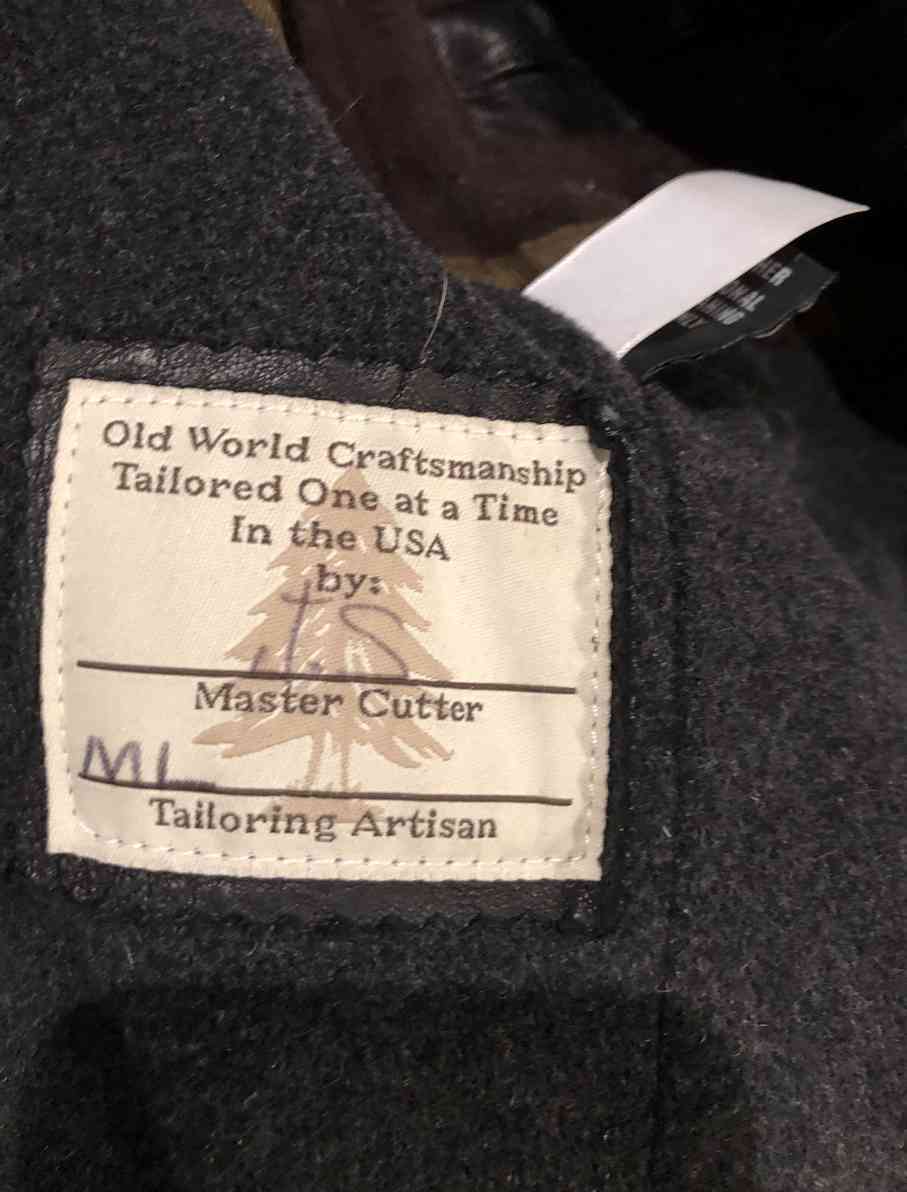 Old World Craftsmanship
Tailored One at a Time
In the USA
by:
J.S
Master Cutter
ML
Tailoring Artisan